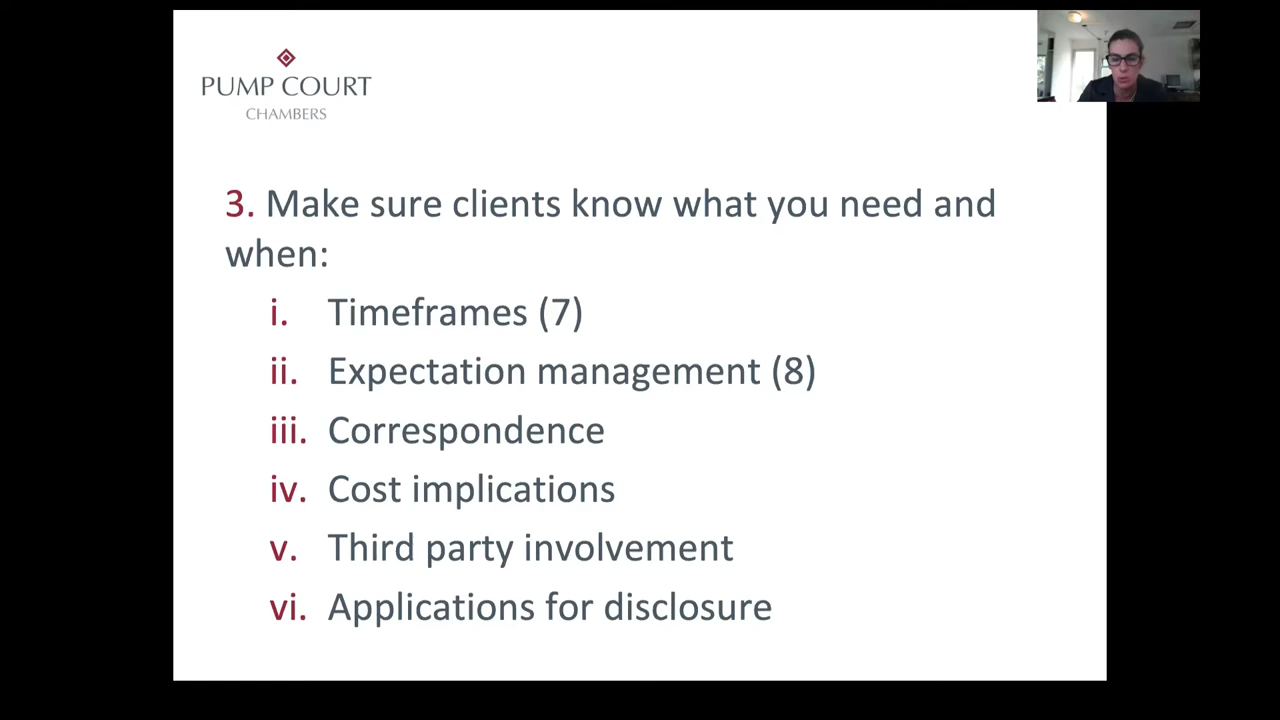 PUMP COURT
CHAMBERS
3. Make sure clients know what you need and
when:
i. Timeframes (7)
ii. Expectation management (8)
iii. Correspondence
iv. Cost implications
v. Third party involvement
vi. Applications for disclosure